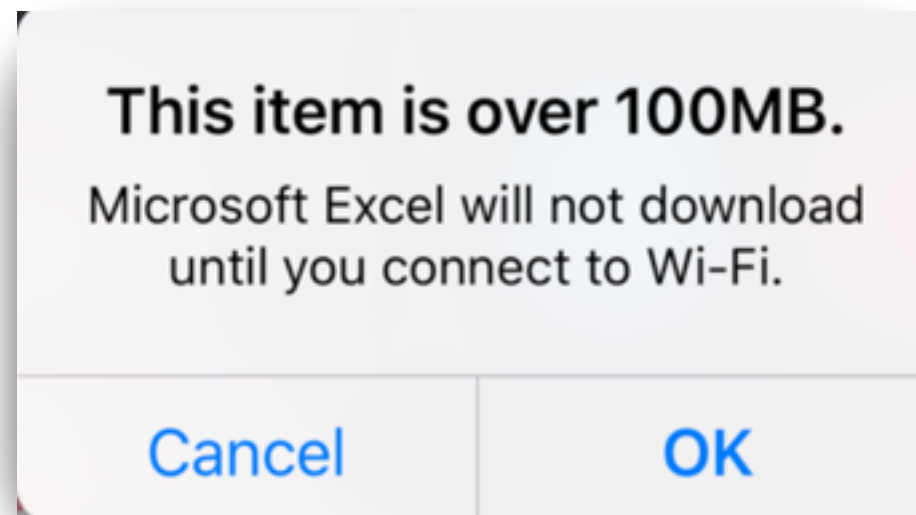 This item is over 100MB.
Microsoft Excel will not download
until you connect to Wi-Fi.
Cancel
OK